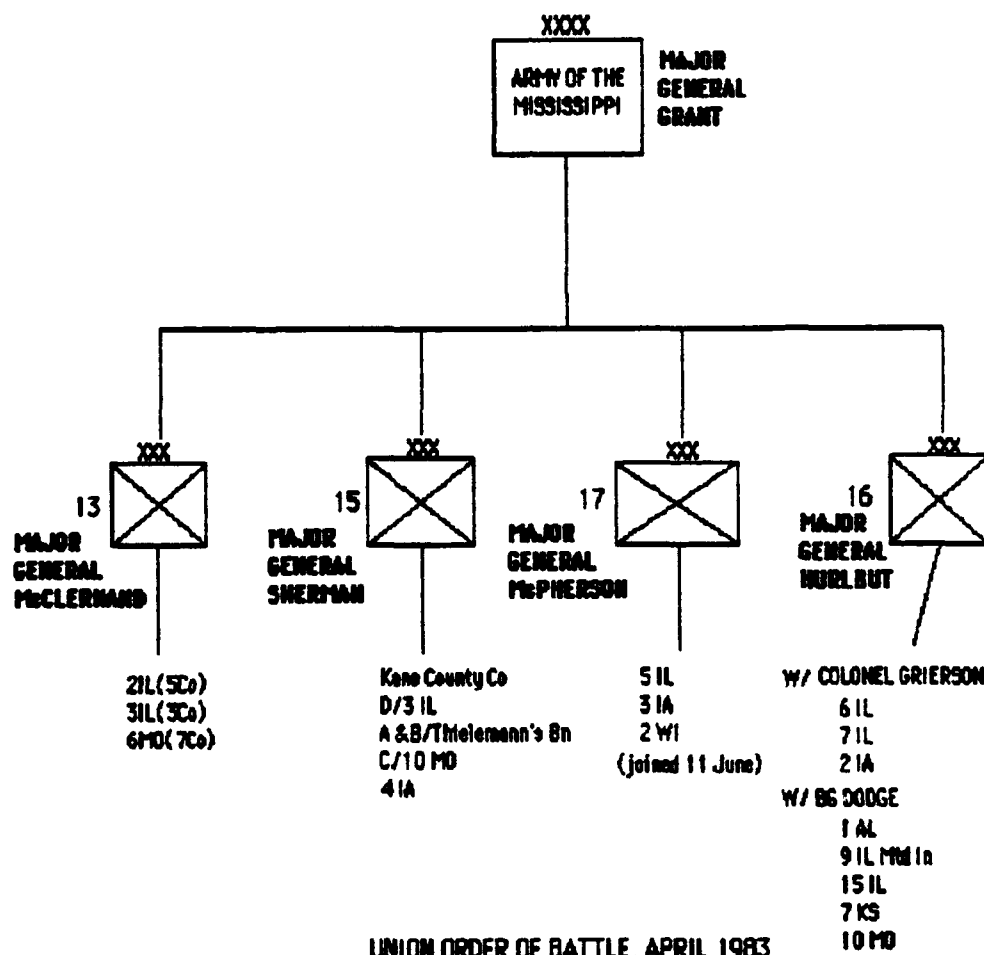 XXXX
ARMY OF THE
MISSISSIPPI
MAJOR
GENERAL
GRANT
XXX
13
MAJOR
GENERAL
McCLERNAND
2IL(5Co)
3IL(3Co)
6MO(7Co)
XXX
15
MAJOR
GENERAL
SHERMAN
Kane County Co
D/3 IL
A &B/Thielemann's Bn
C/10 MO
4 IA
XXX
17
MAJOR
GENERAL
McPHERSON
5 IL
3 IA
2 WI
(joined 11 June)
XXX
16
MAJOR
GENERAL
HURLBUT
W/ COLONEL GRIERSON
6 IL
7 IL
2 IA
W/ BG DODGE
1 AL
9 IL Mtd In
15 IL
7 KS
10 MO
UNION ORDER OF BATTLE APRIL 1983